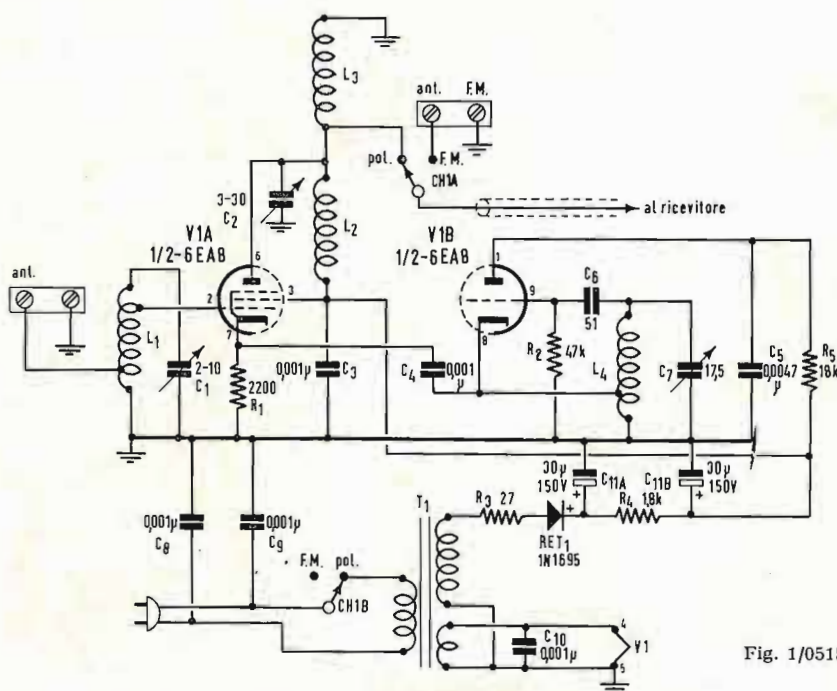 L3
ant. F.M.
pol. F.M.
CH1A
3-30
C2
L2
al ricevitore
V1A
1/2-6EA8
V1B
1/2-6EA8
6
2
3
7
1
9
8
ant.
L1
2-10
C1
2200
R1
0,001µ
C3
C4
0,001
µ
R2
47k
C6
51
L4
C7
17,5
C5
0,0047
µ
R5
18k
30µ
150V
+
C11A
C11B
30µ
150V
+
0,001µ
C8
0,001µ
C9
T1
R3 27
+
RET1
1N1695
R4 1,8k
F.M. pol.
CH1B
C10
0,001µ
4
5
V1